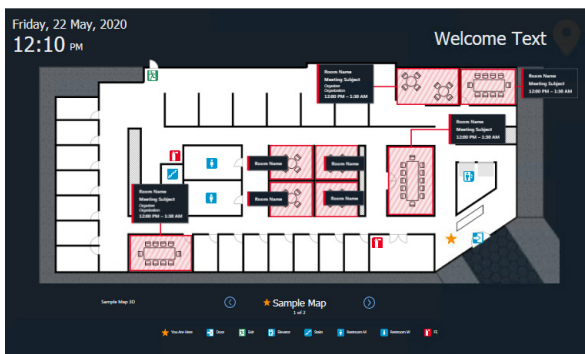 Friday, 22 May, 2020
12:10 PM
Welcome Text
Room Name
Meeting Subject
Organizer
Organization
12:00 PM – 1:30 AM
Room Name
Meeting Subject
12:00 PM – 1:30 AM
Room Name
Meeting Subject
12:00 PM – 1:30 AM
Room Name
Room Name
Room Name
Room Name
Room Name
Meeting Subject
Organizer
Organization
12:00 PM – 1:30 AM
Sample Map 3D
Sample Map
1 of 2
You Are Here
Door
Exit
Elevator
Stairs
Restroom M
Restroom M
FE